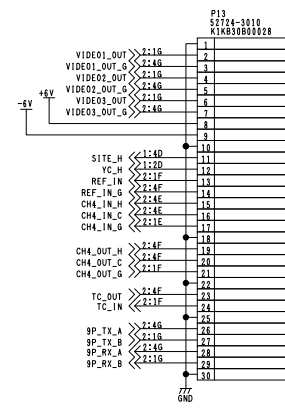 P13
52724-3010
K1KB30B00028
1
VIDEO1_OUT 2:1G 2
VIDEO1_OUT_G 2:4G 3
VIDEO2_OUT 2:1G 4
VIDEO2_OUT_G 2:4G 5
VIDEO3_OUT 2:1G 6
VIDEO3_OUT_G 2:4G 7
+6V 8
-6V 9
10
SITE_H 1:4D 11
YC_H 1:2D 12
REF_IN 2:1F 13
REF_IN_G 2:4F 14
CH4_IN_H 2:4E 15
CH4_IN_C 2:4E 16
CH4_IN_G 2:1E 17
18
CH4_OUT_H 2:4F 19
CH4_OUT_C 2:4F 20
CH4_OUT_G 2:1F 21
22
TC_OUT 2:4F 23
TC_IN 2:1F 24
25
9P_TX_A 2:4G 26
9P_TX_B 2:1G 27
9P_RX_A 2:4G 28
9P_RX_B 2:1G 29
30
GND